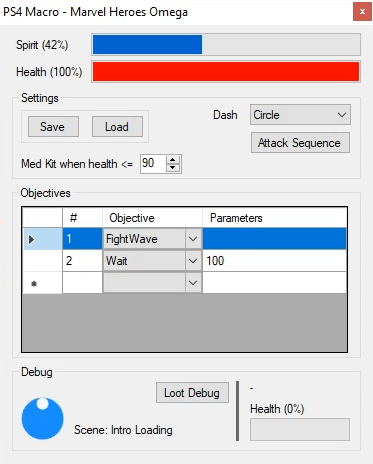 PS4 Macro - Marvel Heroes Omega
x
Spirit (42%)
Health (100%)
Settings
Save Load Dash Circle
Attack Sequence
Med Kit when health <= 90
Objectives
# Objective Parameters
1 FightWave
2 Wait 100
*
Debug
Loot Debug -
Health (0%)
Scene: Intro Loading